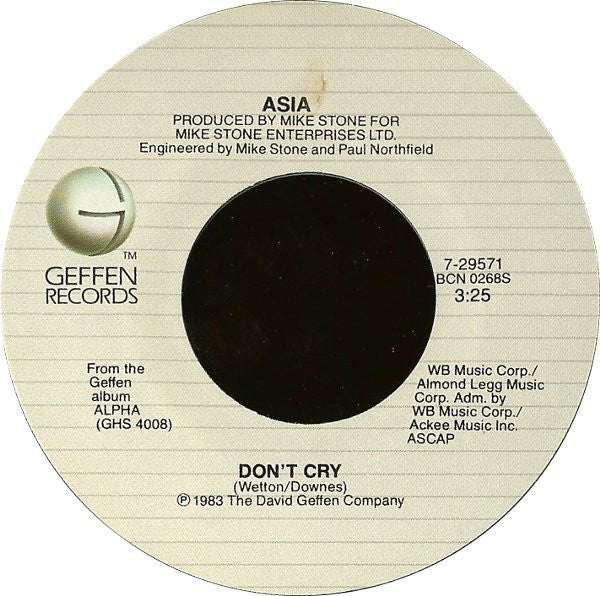 ASIA
PRODUCED BY MIKE STONE FOR
MIKE STONE ENTERPRISES LTD.
Engineered by Mike Stone and Paul Northfield
G
TM
GEFFEN
RECORDS
7-29571
BCN 0268S
3:25
From the
Geffen
album
ALPHA
(GHS 4008)
WB Music Corp./
Almond Legg Music
Corp. Adm. by
WB Music Corp./
Ackee Music Inc.
ASCAP
DON'T CRY
(Wetton/Downes)
℗ 1983 The David Geffen Company